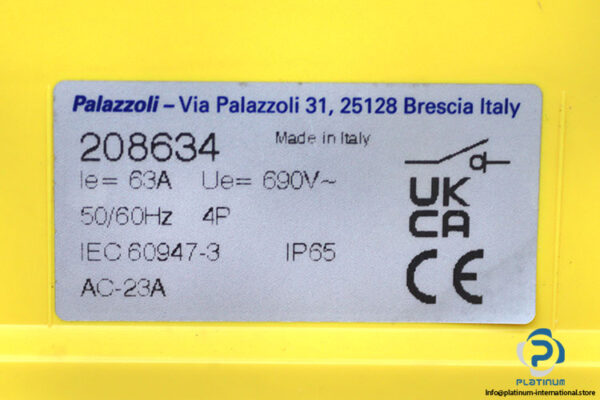 Palazzoli – Via Palazzoli 31, 25128 Brescia Italy
208634 Made in Italy
Ie= 63A Ue= 690V~
50/60Hz 4P
IEC 60947-3 IP65
AC-23A
UK
CA
CE
PLATINUM
Info@platinum-international.store